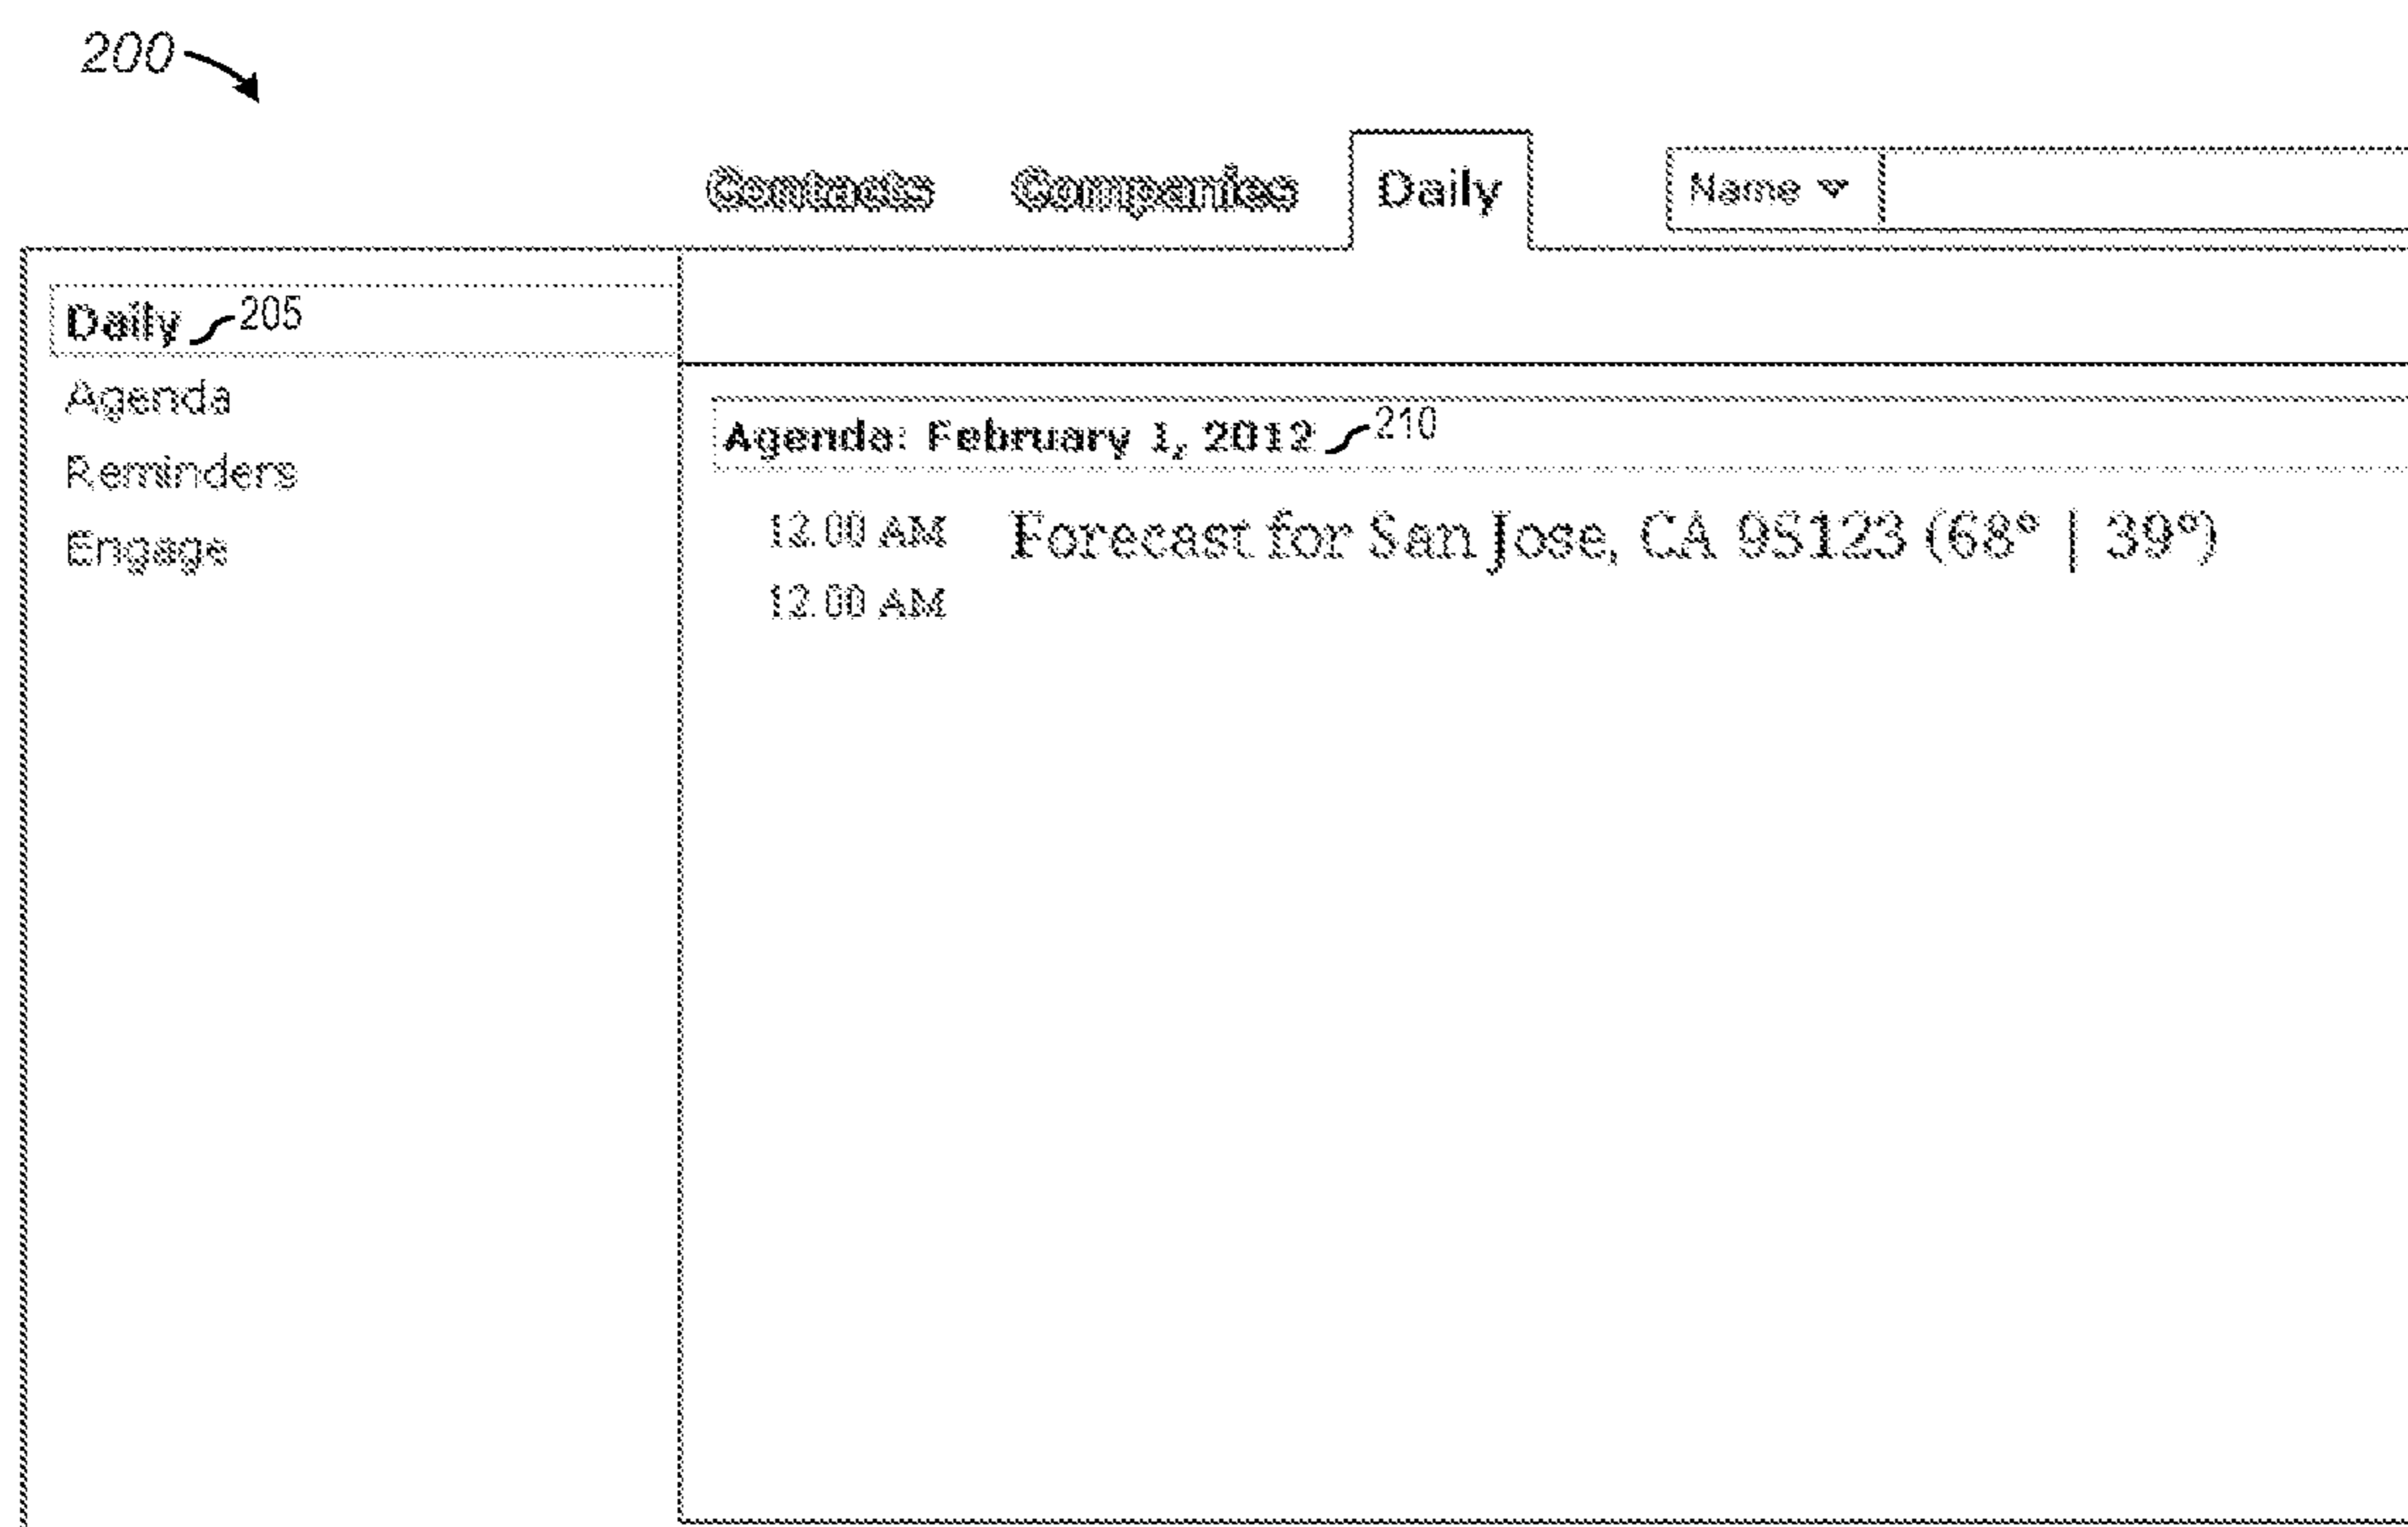 200
Contacts Companies Daily Name
Daily 205
Agenda
Reminders
Engage
Agenda: February 1, 2012 210
12.00 AM Forecast for San Jose, CA 95123 (68° | 39°)
12.00 AM